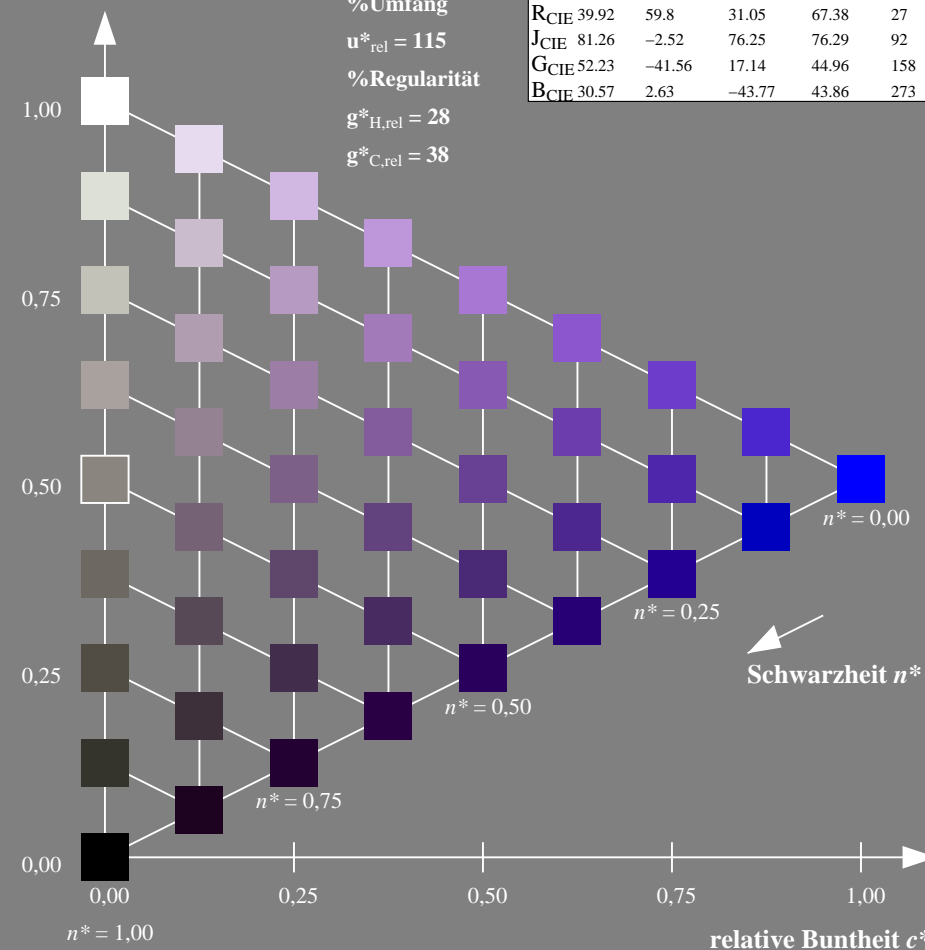 %Umfang
u*rel = 115
%Regularität
g*H,rel = 28
g*C,rel = 38
RCIE 39.92 59.8 31.05 67.38 27
JCIE 81.26 −2.52 76.25 76.29 92
GCIE 52.23 −41.56 17.14 44.96 158
BCIE 30.57 2.63 −43.77 43.86 273
1,00
0,75
0,50
n* = 0,00
n* = 0,25
Schwarzheit n*
0,25
n* = 0,50
n* = 0,75
0,00
0,00 0,25 0,50 0,75 1,00
n* = 1,00
relative Buntheit c*